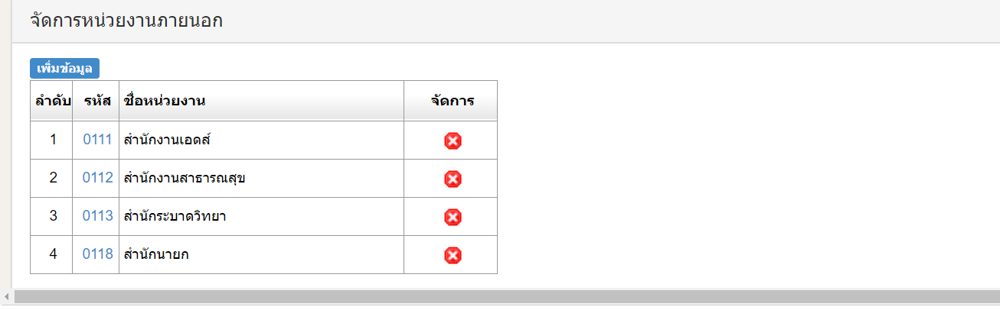 จัดการหน่วยงานภายนอก
เพิ่มข้อมูล
ลำดับ รหัส ชื่อหน่วยงาน จัดการ
1 0111 สำนักงานเอดส์
2 0112 สำนักงานสาธารณสุข
3 0113 สำนักระบาดวิทยา
4 0118 สำนักนายก